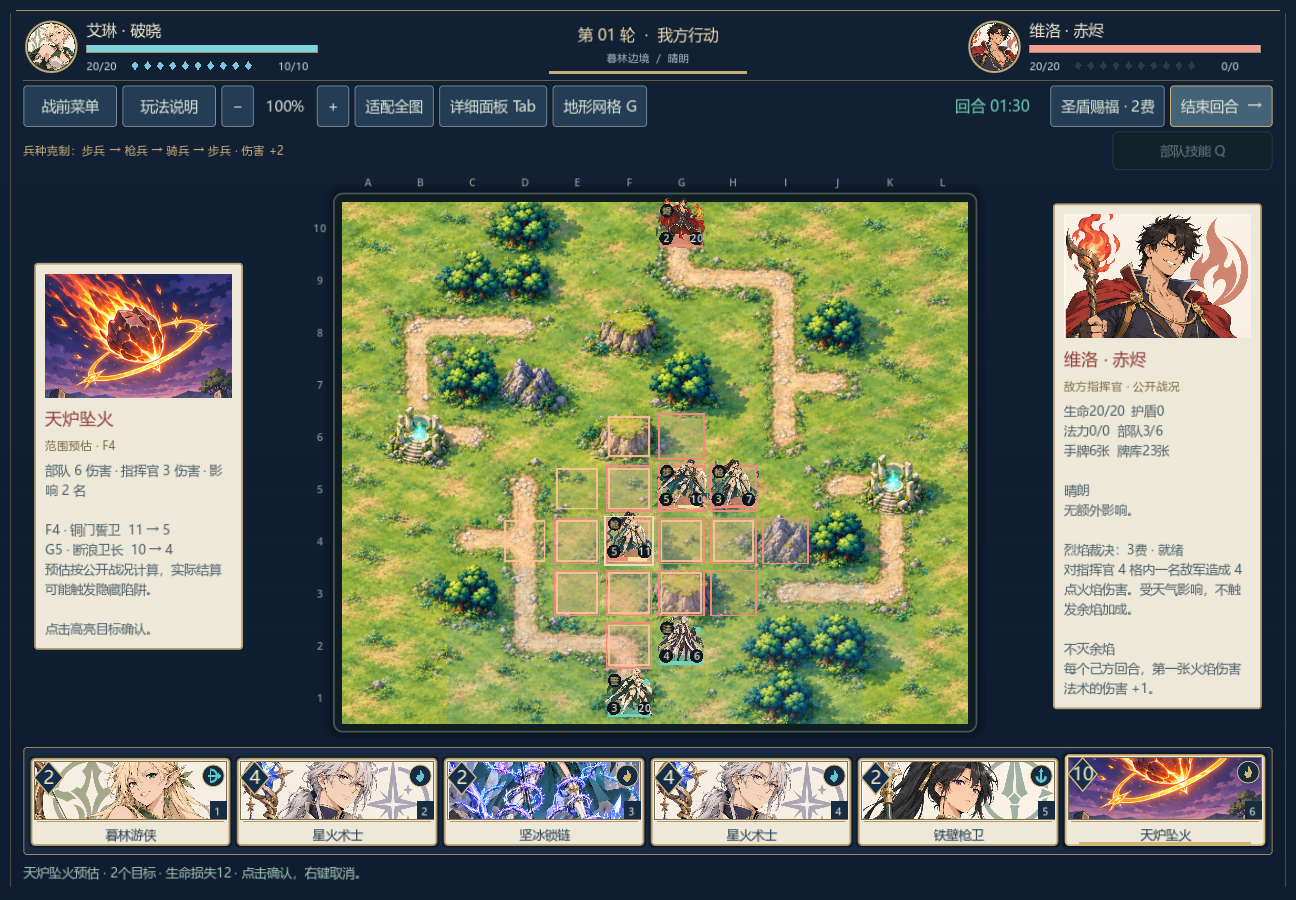 艾琳 · 破晓
20/20
10/10
第 01 轮 · 我方行动
暮林边境 / 晴朗
维洛 · 赤烬
20/20
0/0
战前菜单
玩法说明
−
100%
+
适配全图
详细面板 Tab
地形网格 G
回合 01:30
圣盾赐福 · 2费
结束回合 →
兵种克制：步兵 → 枪兵 → 骑兵 → 步兵 · 伤害 +2
部队技能 Q
A B C D E F G H I J K L
10
9
8
7
6
5
4
3
2
1
2 20
步
5 10
枪
3 7
5 11
法
4 6
3 20
天炉坠火
范围预估 · F4
部队 6 伤害 · 指挥官 3 伤害 · 影
响 2 名
F4 · 铜门誓卫 11 → 5
G5 · 断浪卫长 10 → 4
预估按公开战况计算，实际结算
可能触发隐藏陷阱。
点击高亮目标确认。
维洛 · 赤烬
敌方指挥官 · 公开战况
生命20/20 护盾0
法力0/0 部队3/6
手牌6张 牌库23张
晴朗
无额外影响。
烈焰裁决：3费 · 就绪
对指挥官 4 格内一名敌军造成 4
点火焰伤害。受天气影响，不触
发余焰加成。
不灭余焰
每个己方回合，第一张火焰伤害
法术的伤害 +1。
2
1
暮林游侠
4
2
星火术士
2
3
坚冰锁链
4
4
星火术士
2
5
铁壁枪卫
10
6
天炉坠火
天炉坠火预估 · 2个目标 · 生命损失12 · 点击确认，右键取消。